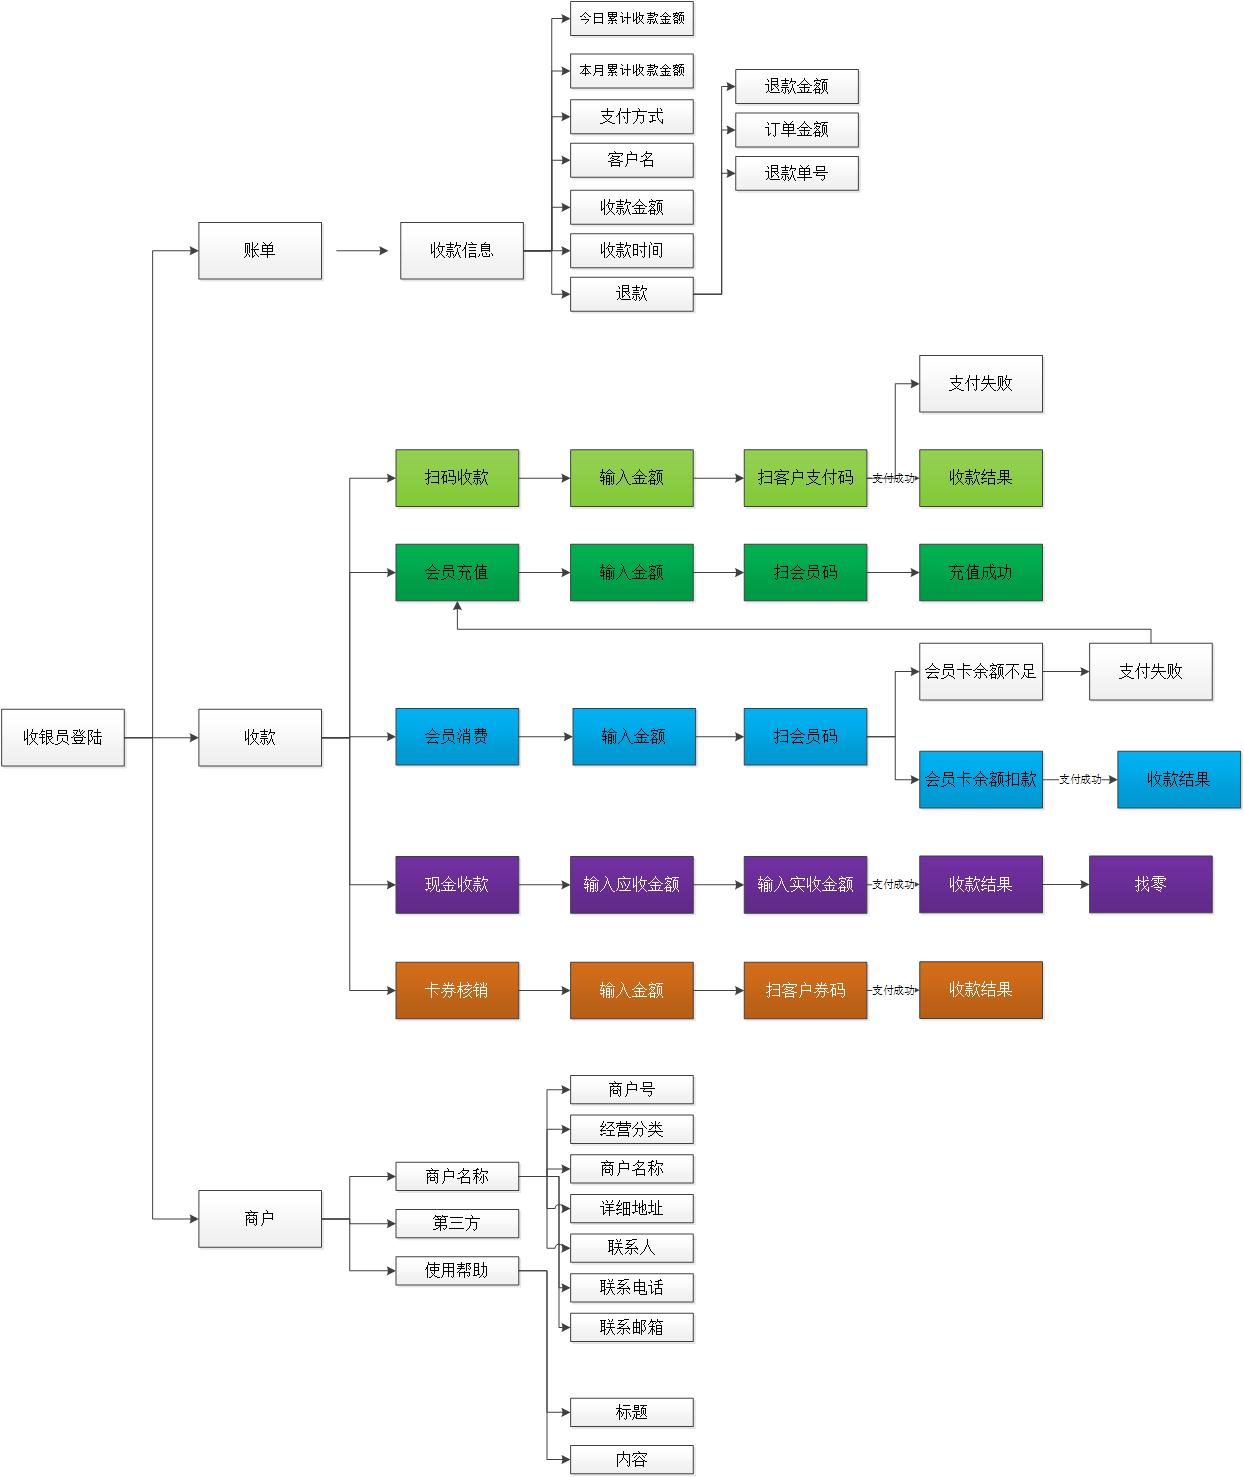 今日累计收款金额
本月累计收款金额
支付方式
客户名
收款金额
收款时间
退款
退款金额
订单金额
退款单号
账单
收款信息
支付失败
扫码收款
输入金额
扫客户支付码
支付成功
收款结果
会员充值
输入金额
扫会员码
充值成功
会员卡余额不足
支付失败
收银员登陆
收款
会员消费
输入金额
扫会员码
会员卡余额扣款
支付成功
收款结果
现金收款
输入应收金额
输入实收金额
支付成功
收款结果
找零
卡券核销
输入金额
扫客户券码
支付成功
收款结果
商户
商户名称
第三方
使用帮助
商户号
经营分类
商户名称
详细地址
联系人
联系电话
联系邮箱
标题
内容